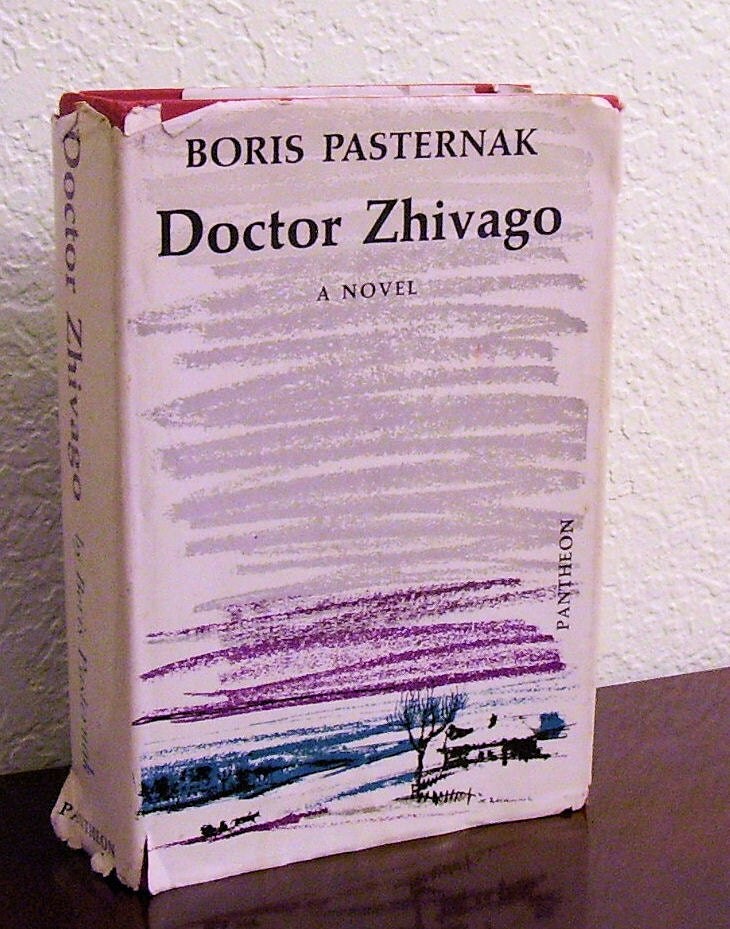 BORIS PASTERNAK
Doctor Zhivago
A NOVEL
PANTHEON
Doctor Zhivago by Boris Pasternak
PANTHEON